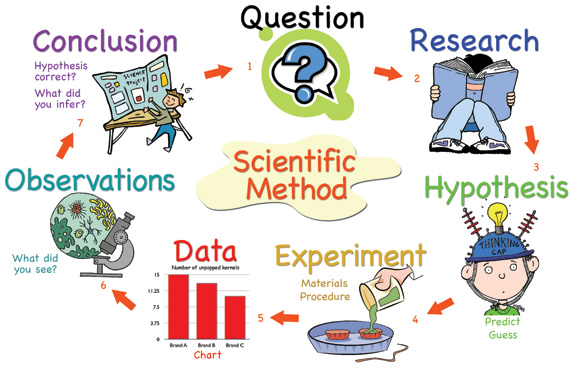 Question
1
Research
2
3
Hypothesis
THINKING
CAP
Predict
Guess
4
Experiment
Materials
Procedure
5
Data
Number of unpopped kernels
15
11.25
7.5
3.75
0
Brand A
Brand B
Brand C
Chart
6
Observations
What did
you see?
7
Conclusion
Hypothesis
correct?
What did
you infer?
SCIENCE
PROJECT
Scientific
Method